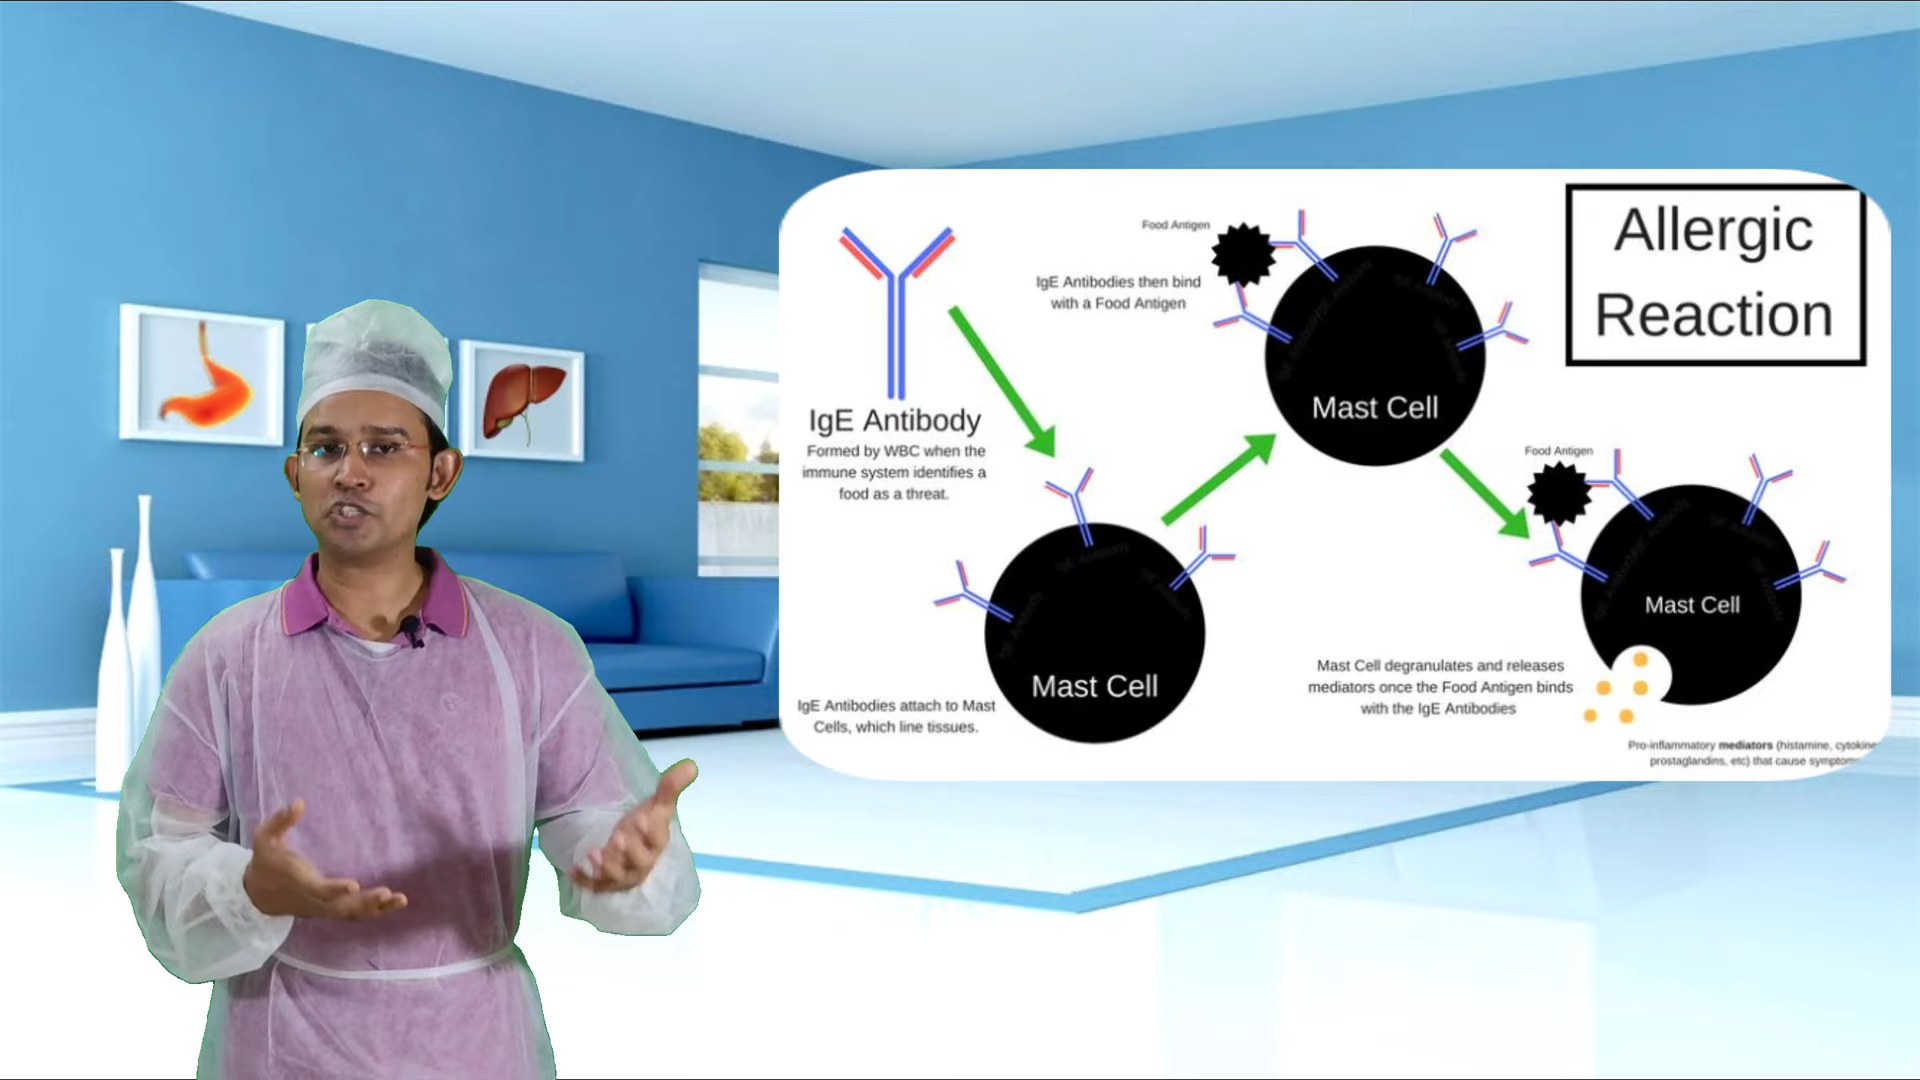 Allergic
Reaction
IgE Antibody
Formed by WBC when the
immune system identifies a
food as a threat.
IgE Antibodies attach to Mast
Cells, which line tissues.
Mast Cell
Food Antigen
IgE Antibodies then bind
with a Food Antigen
Mast Cell
Food Antigen
Mast Cell
Mast Cell degranulates and releases
mediators once the Food Antigen binds
with the IgE Antibodies
Pro-inflammatory mediators (histamine, cytokine
prostaglandins, etc) that cause symptom